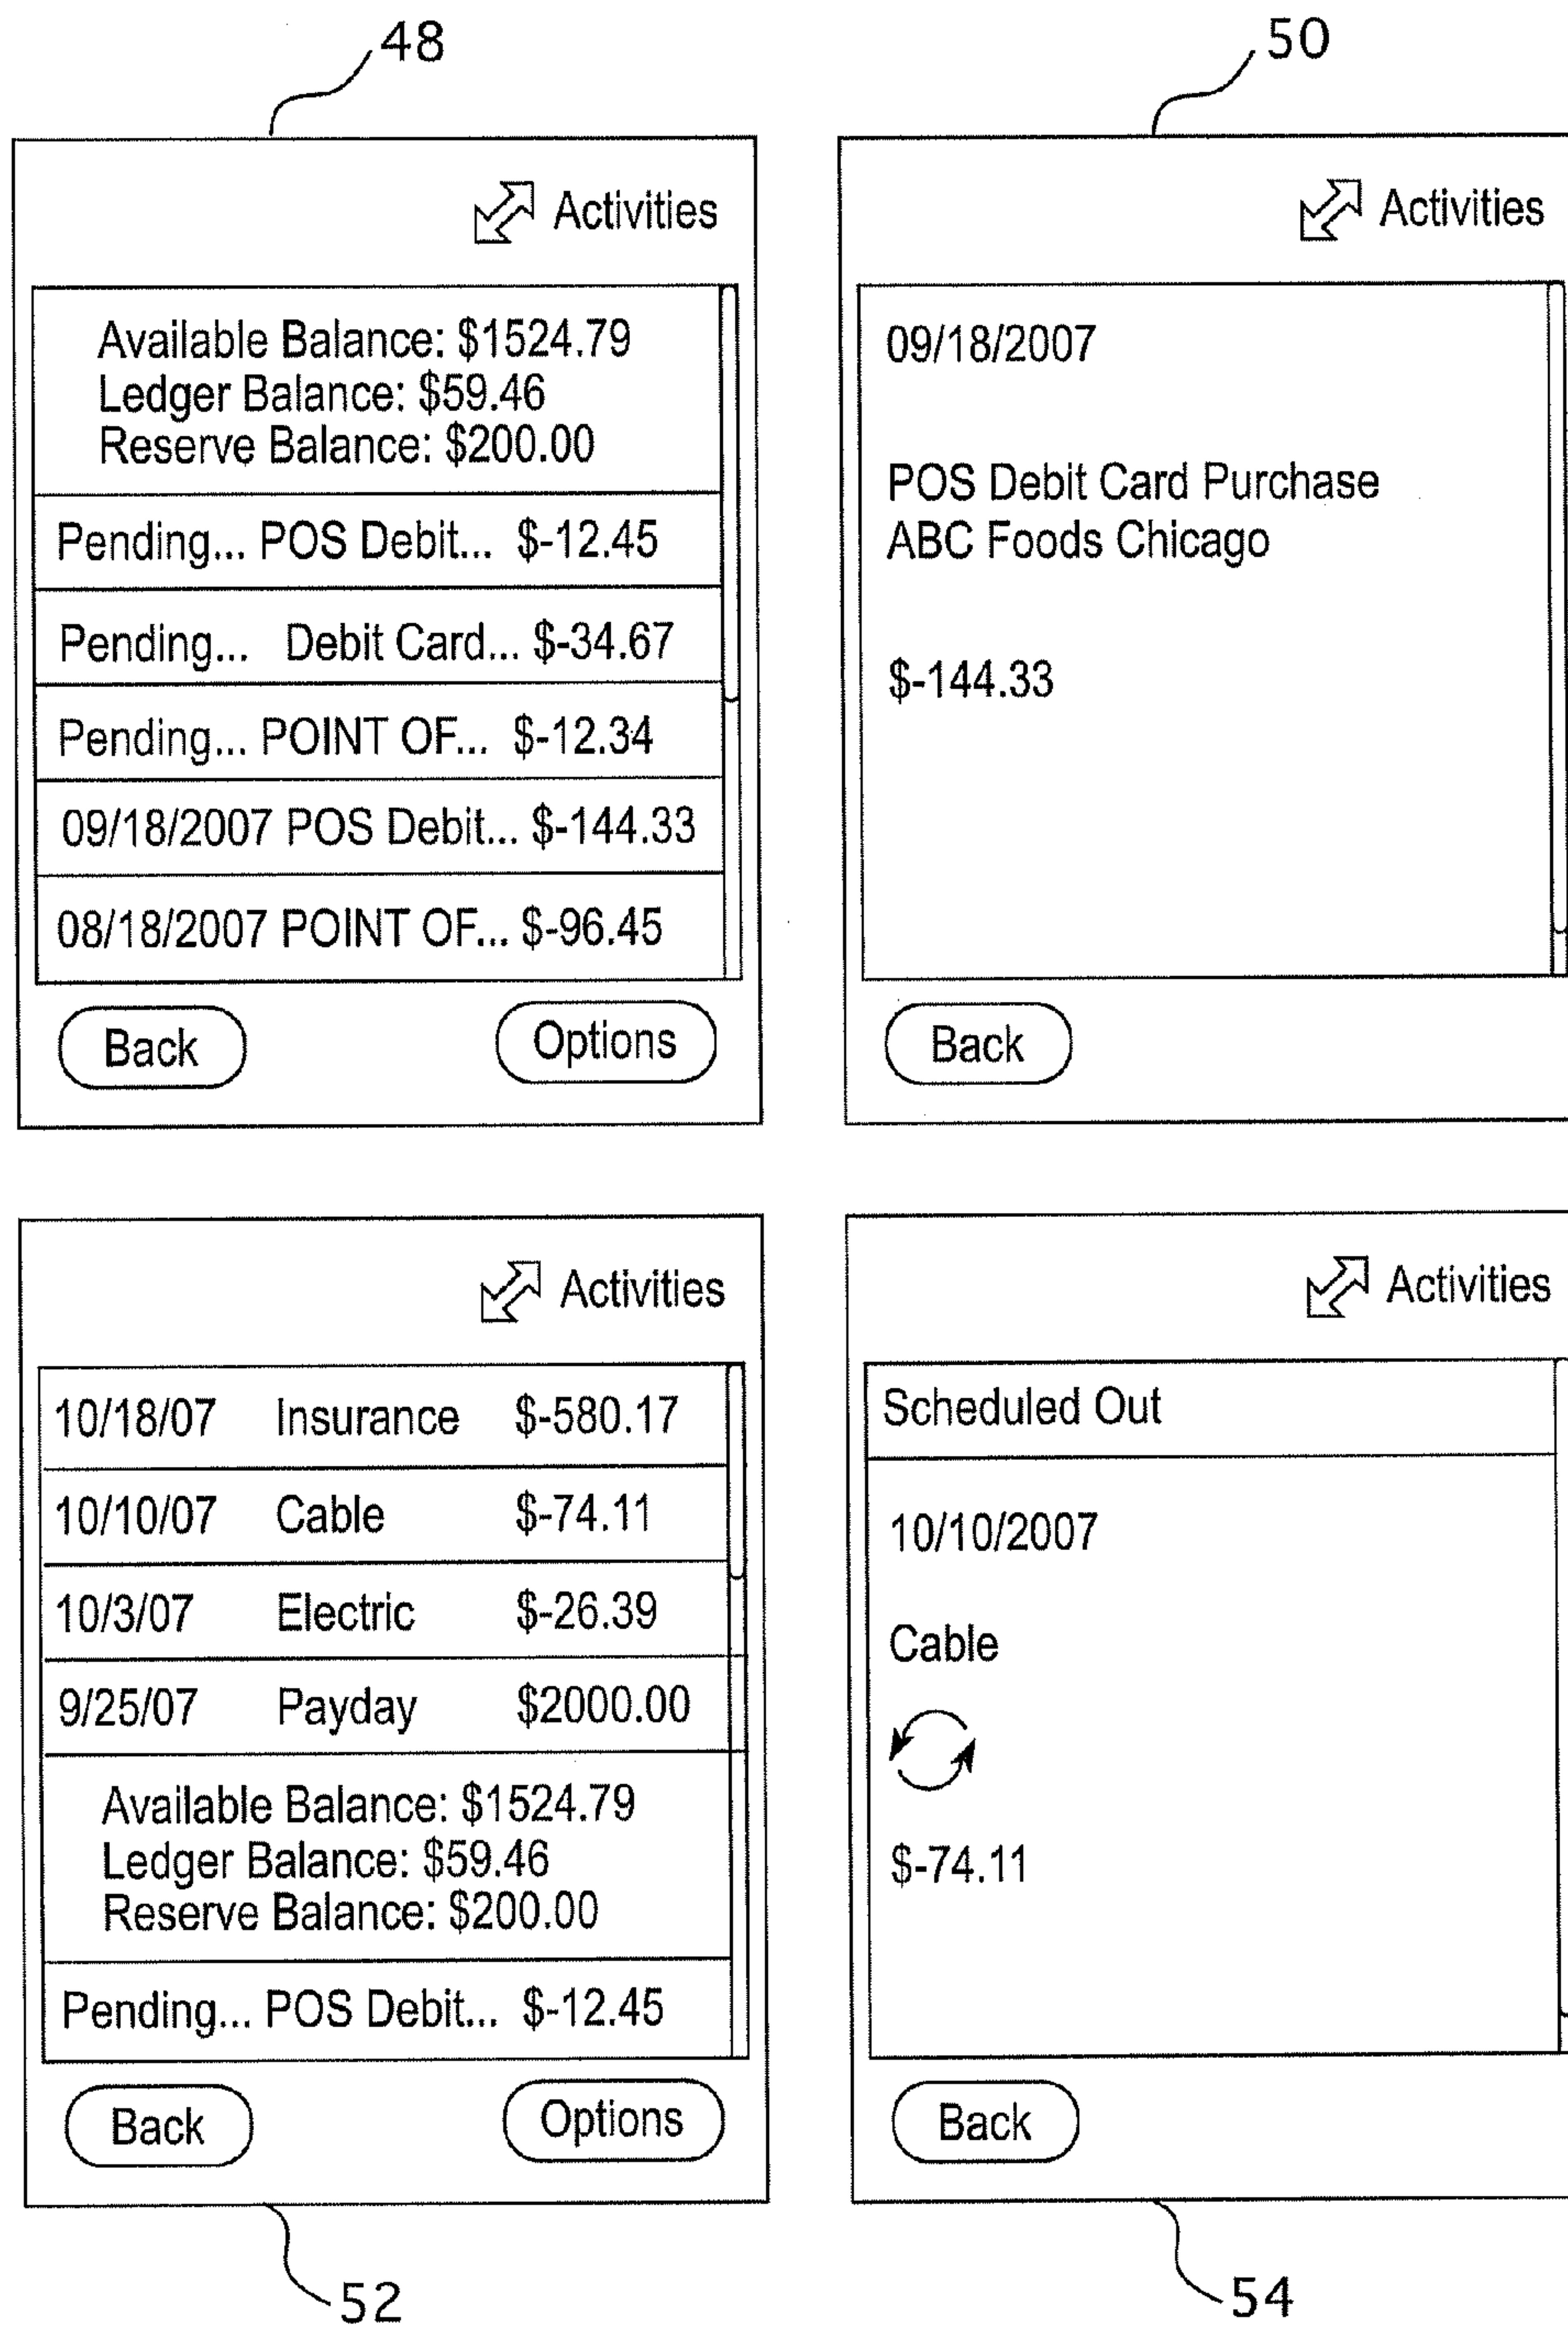 48
Activities
Available Balance: $1524.79
Ledger Balance: $59.46
Reserve Balance: $200.00
Pending... POS Debit... $-12.45
Pending... Debit Card... $-34.67
Pending... POINT OF... $-12.34
09/18/2007 POS Debit... $-144.33
08/18/2007 POINT OF... $-96.45
Back Options
50
Activities
09/18/2007
POS Debit Card Purchase
ABC Foods Chicago
$-144.33
Back
Activities
10/18/07 Insurance $-580.17
10/10/07 Cable $-74.11
10/3/07 Electric $-26.39
9/25/07 Payday $2000.00
Available Balance: $1524.79
Ledger Balance: $59.46
Reserve Balance: $200.00
Pending... POS Debit... $-12.45
Back Options
52
Activities
Scheduled Out
10/10/2007
Cable
$-74.11
Back
54